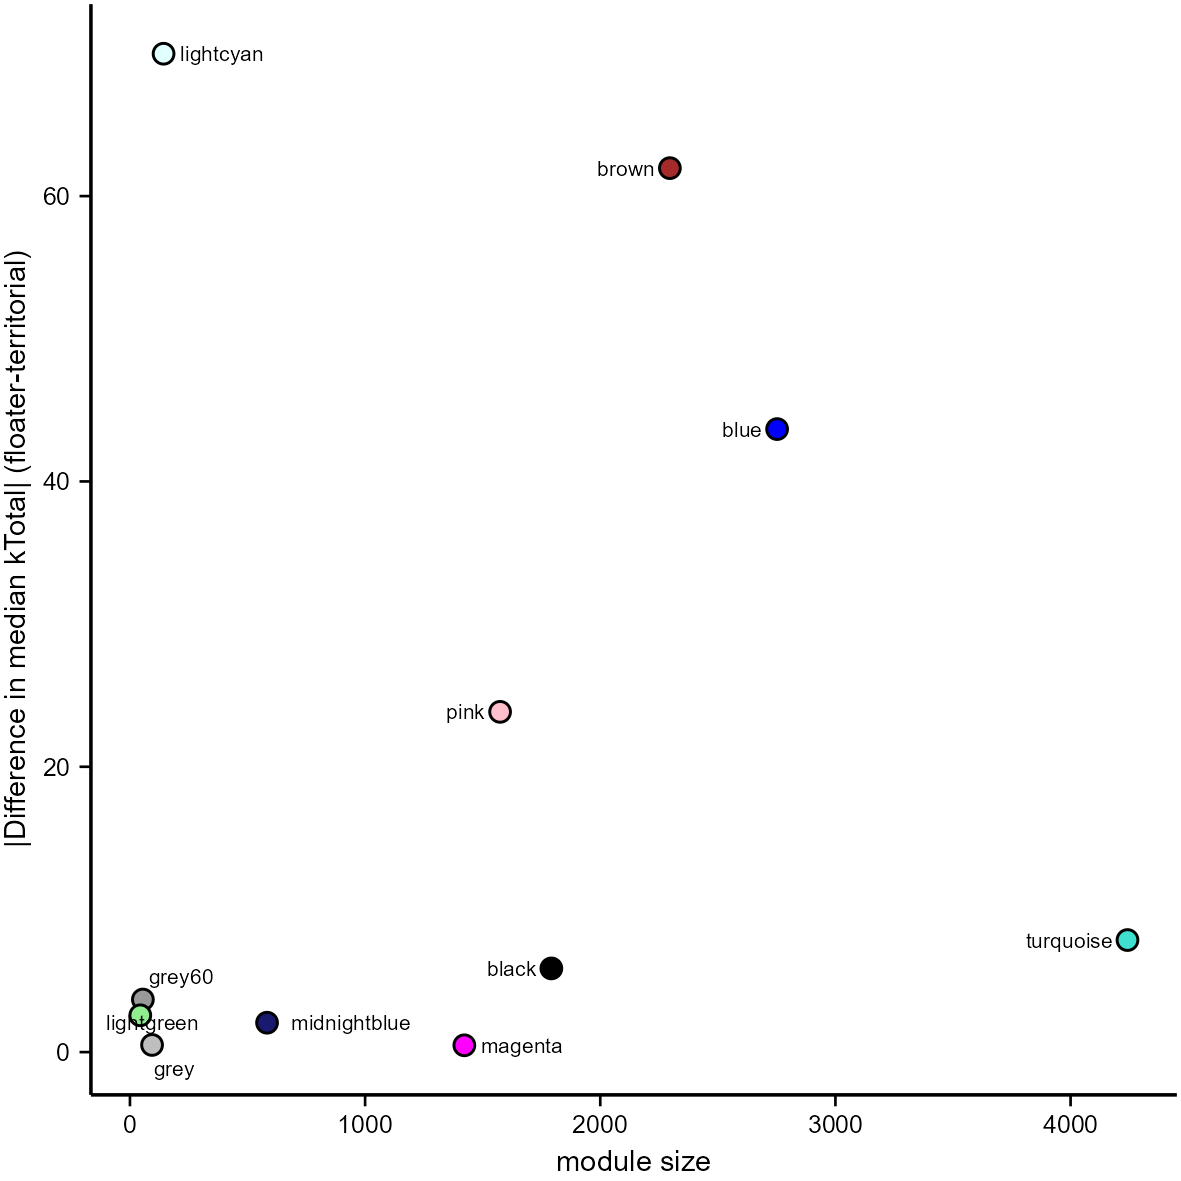 lightcyan
brown
60
|Difference in median kTotal| (floater-territorial)
blue
40
pink
20
turquoise
black
grey60
lightgreen
midnightblue
magenta
0
grey
0
1000
2000
3000
4000
module size